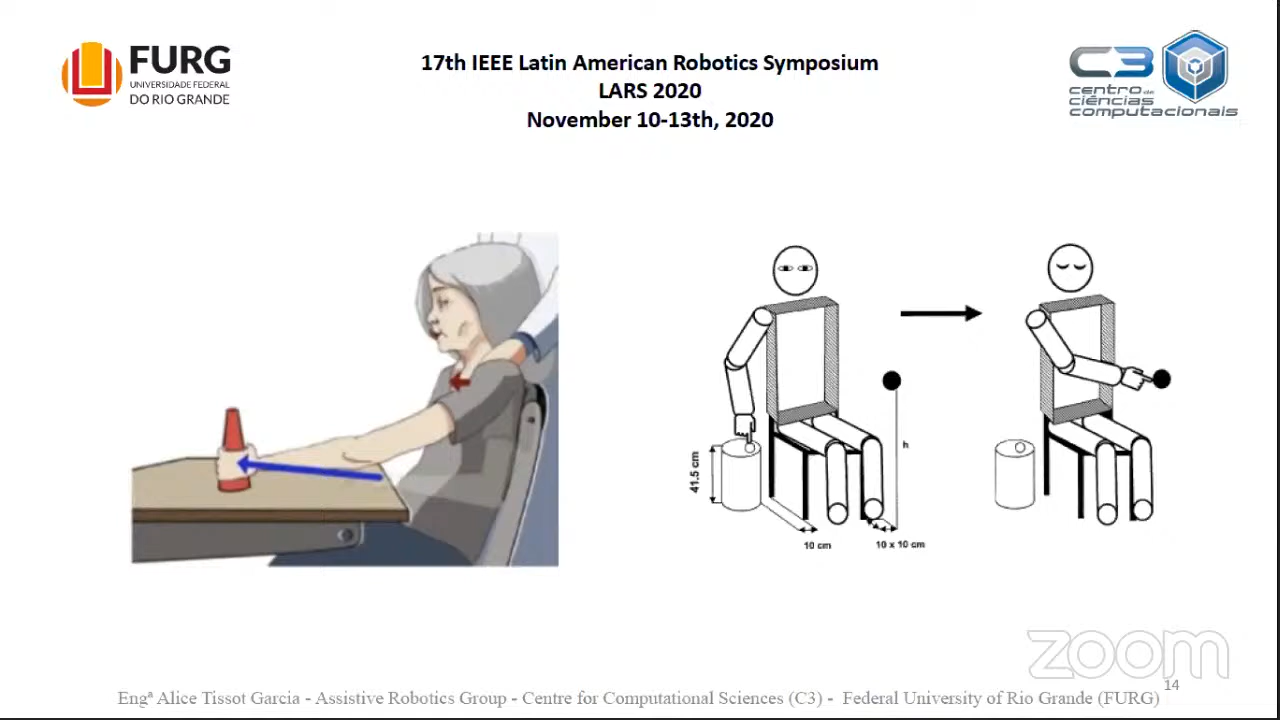 FURG
UNIVERSIDADE FEDERAL
DO RIO GRANDE
17th IEEE Latin American Robotics Symposium
LARS 2020
November 10-13th, 2020
C3
centro de
ciências
computacionais
41.5 cm
10 cm
h
10 x 10 cm
zoom
14
Engª Alice Tissot Garcia - Assistive Robotics Group - Centre for Computational Sciences (C3) - Federal University of Rio Grande (FURG)